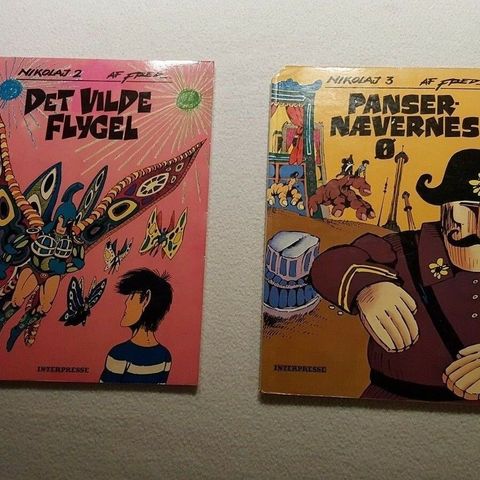 NIKOLAJ 2 AF FRED
DET VILDE
FLYGEL
INTERPRESSE
NIKOLAJ 3 AF FRED
PANSER-
NÆVERNES
Ø
INTERPRESSE